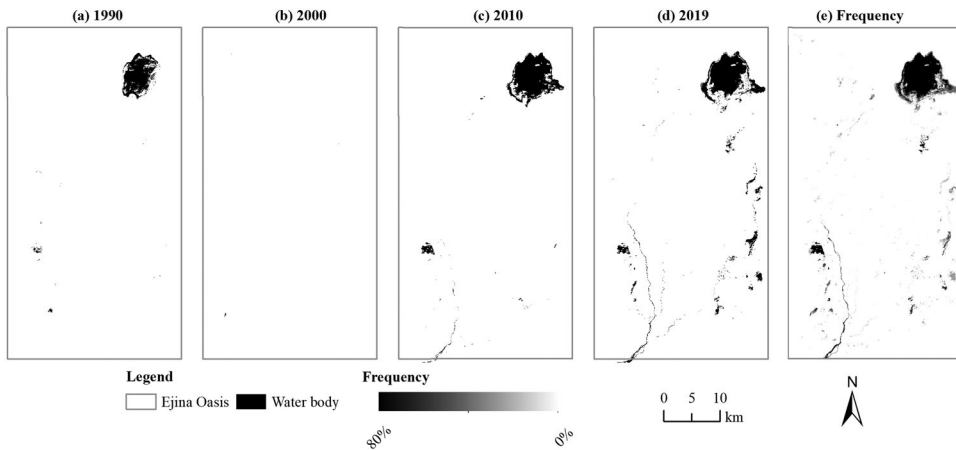 (a) 1990 (b) 2000 (c) 2010 (d) 2019 (e) Frequency
Legend
Ejina Oasis Water body
Frequency
80% 0%
0 5 10
km
N